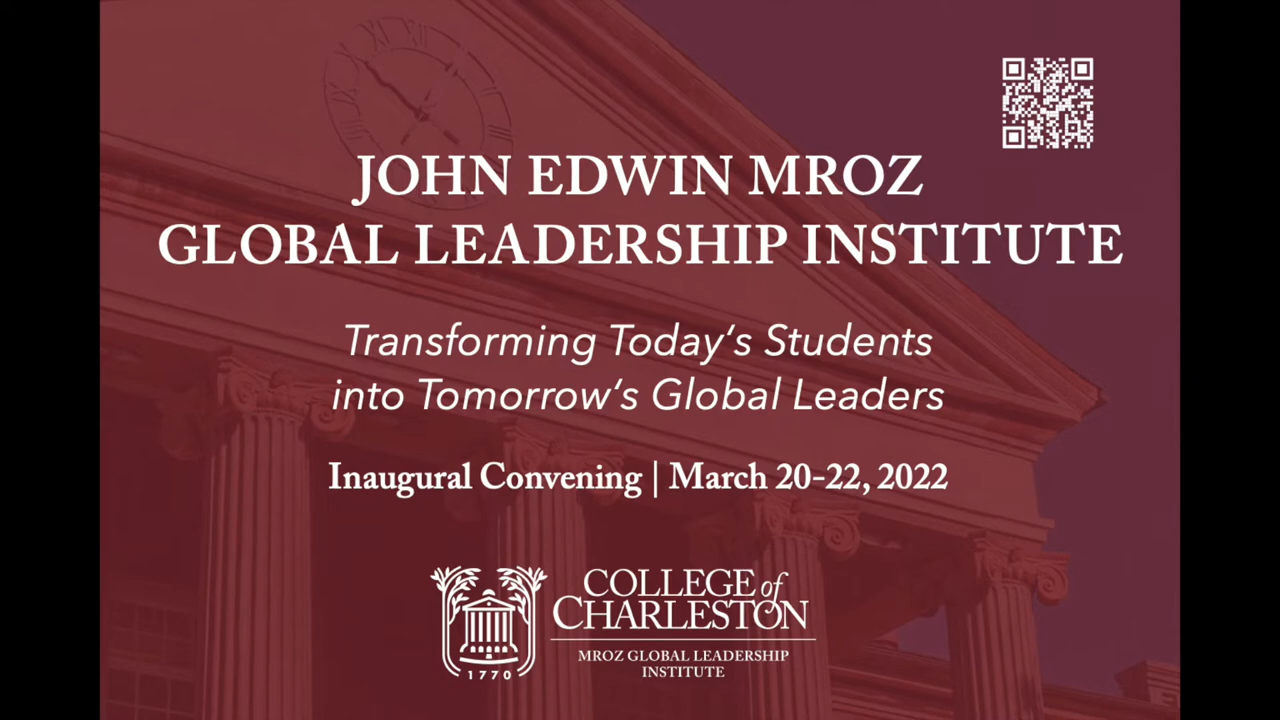 JOHN EDWIN MROZ
GLOBAL LEADERSHIP INSTITUTE
Transforming Today‘s Students
into Tomorrow‘s Global Leaders
Inaugural Convening | March 20-22, 2022
COLLEGE of
CHARLESTON
MROZ GLOBAL LEADERSHIP
INSTITUTE
1770